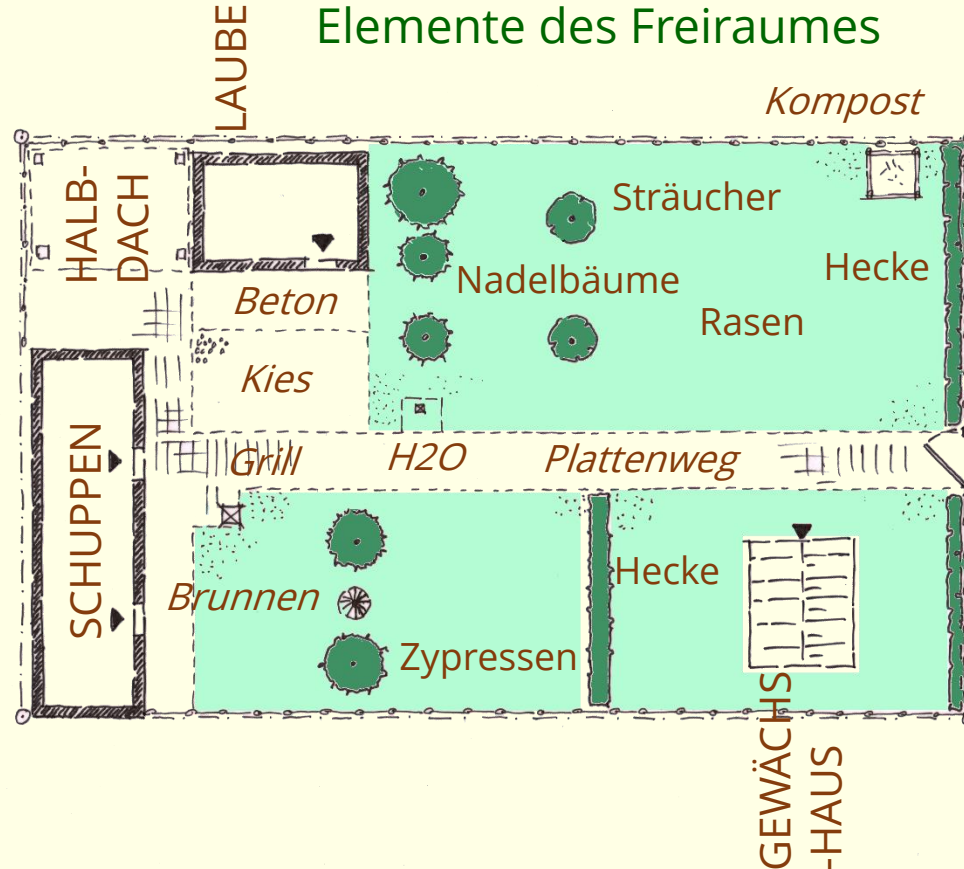 Elemente des Freiraumes
LAUBE
Kompost
HALB-
DACH
Sträucher
Hecke
Nadelbäume
Beton
Rasen
Kies
SCHUPPEN
Grill
H2O
Plattenweg
Brunnen
Hecke
Zypressen
GEWÄCHS
-HAUS